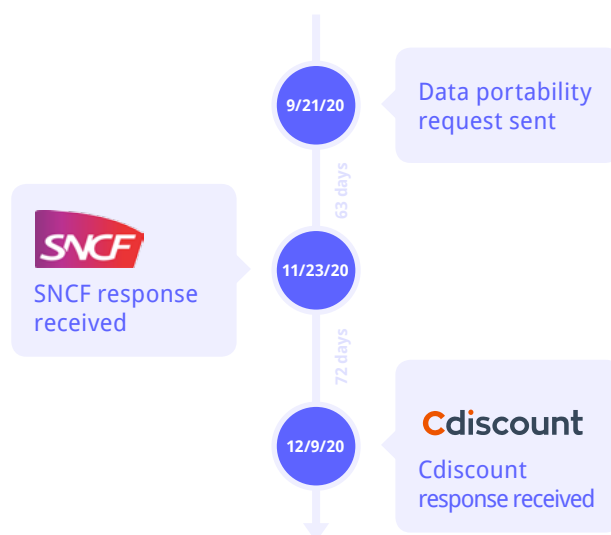 9/21/20
Data portability
request sent
63 days
SNCF
SNCF response
received
11/23/20
72 days
Cdiscount
12/9/20
Cdiscount
response received